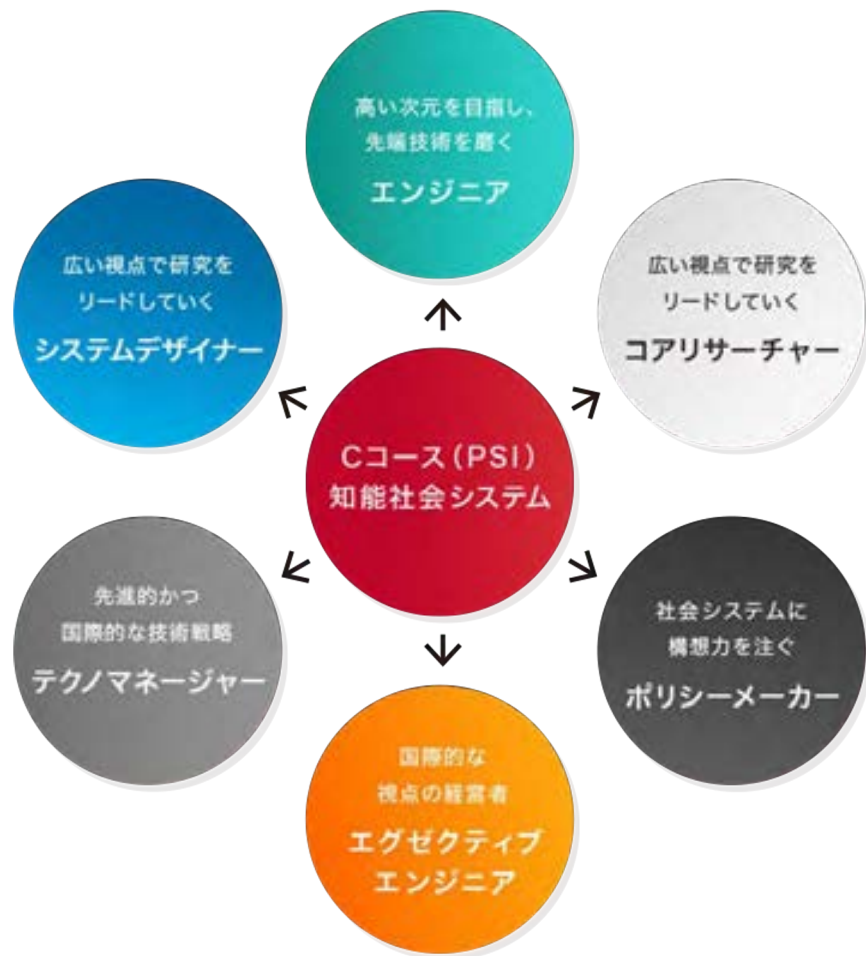 高い次元を目指し、
先端技術を磨く
エンジニア
広い視点で研究を
リードしていく
システムデザイナー
広い視点で研究を
リードしていく
コアリサーチャー
Cコース(PSI)
知能社会システム
先進的かつ
国際的な技術戦略
テクノマネージャー
社会システムに
構想力を注ぐ
ポリシーメーカー
国際的な
視点の経営者
エグゼクティブ
エンジニア